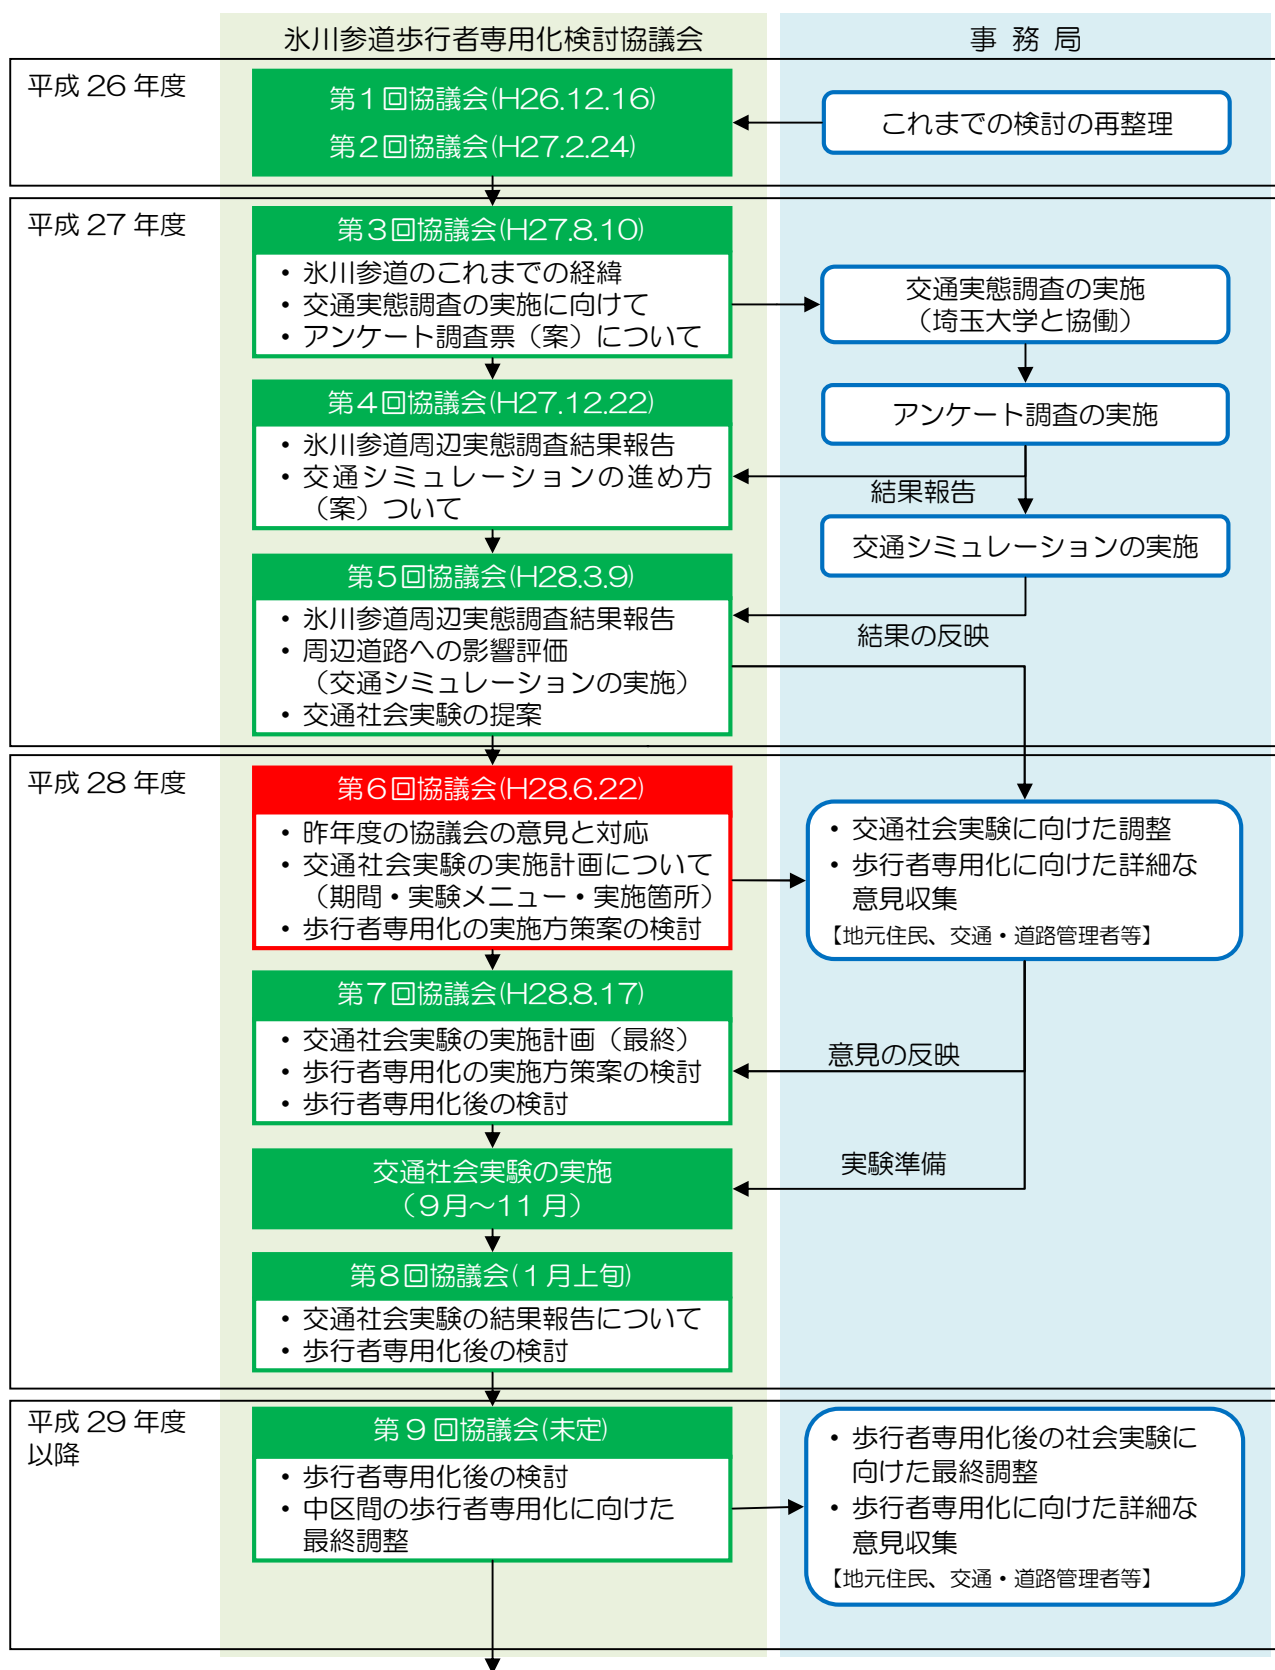 氷川参道歩行者専用化検討協議会
事 務 局
平成 26 年度
第１回協議会(H26.12.16)
第２回協議会(H27.2.24)
これまでの検討の再整理
平成 27 年度
第３回協議会(H27.8.10)
・氷川参道のこれまでの経緯
・交通実態調査の実施に向けて
・アンケート調査票（案）について
交通実態調査の実施
（埼玉大学と協働）
第４回協議会(H27.12.22)
・氷川参道周辺実態調査結果報告
・交通シミュレーションの進め方
（案）ついて
アンケート調査の実施
結果報告
交通シミュレーションの実施
第５回協議会(H28.3.9)
・氷川参道周辺実態調査結果報告
・周辺道路への影響評価
（交通シミュレーションの実施）
・交通社会実験の提案
結果の反映
平成 28 年度
第６回協議会(H28.6.22)
・昨年度の協議会の意見と対応
・交通社会実験の実施計画について
（期間・実験メニュー・実施箇所）
・歩行者専用化の実施方策案の検討
・交通社会実験に向けた調整
・歩行者専用化に向けた詳細な
意見収集
【地元住民、交通・道路管理者等】
第７回協議会(H28.8.17)
・交通社会実験の実施計画（最終）
・歩行者専用化の実施方策案の検討
・歩行者専用化後の検討
意見の反映
交通社会実験の実施
（９月～11 月）
実験準備
第８回協議会(１月上旬)
・交通社会実験の結果報告について
・歩行者専用化後の検討
平成 29 年度
以降
第９回協議会(未定)
・歩行者専用化後の検討
・中区間の歩行者専用化に向けた
最終調整
・歩行者専用化後の社会実験に
向けた最終調整
・歩行者専用化に向けた詳細な
意見収集
【地元住民、交通・道路管理者等】